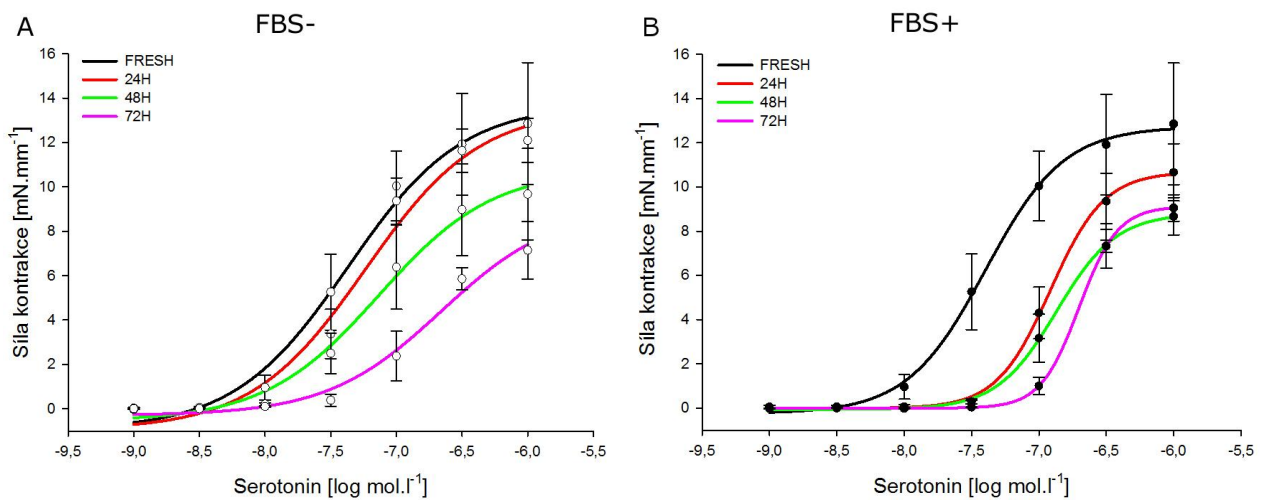 A
FBS-
Síla kontrakce [mN.mm-1]
16
14
12
10
8
6
4
2
0
FRESH
24H
48H
72H
-9,5
-9,0
-8,5
-8,0
-7,5
-7,0
-6,5
-6,0
-5,5
Serotonin [log mol.l-1]
B
FBS+
Síla kontrakce [mN.mm-1]
16
14
12
10
8
6
4
2
0
FRESH
24H
48H
72H
-9,5
-9,0
-8,5
-8,0
-7,5
-7,0
-6,5
-6,0
-5,5
Serotonin [log mol.l-1]